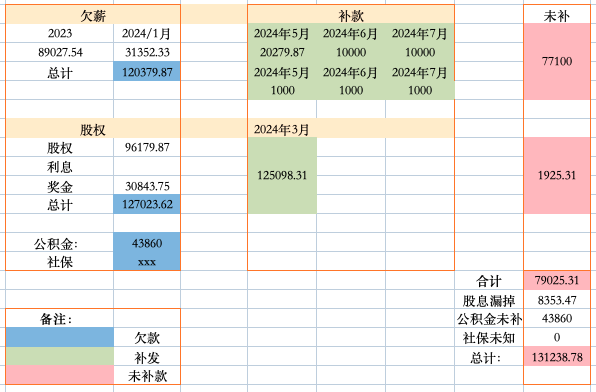 欠薪 补款 未补
2023 2024/1月 2024年5月 2024年6月 2024年7月
89027.54 31352.33 20279.87 10000 10000 77100
总计 120379.87 2024年5月 2024年6月 2024年7月
1000 1000 1000
股权 2024年3月
股权 96179.87
利息
125098.31 1925.31
奖金 30843.75
总计 127023.62
公积金: 43860
社保 xxx
合计 79025.31
股息漏掉 8353.47
备注: 公积金未补 43860
欠款 社保未知 0
补发 总计: 131238.78
未补款